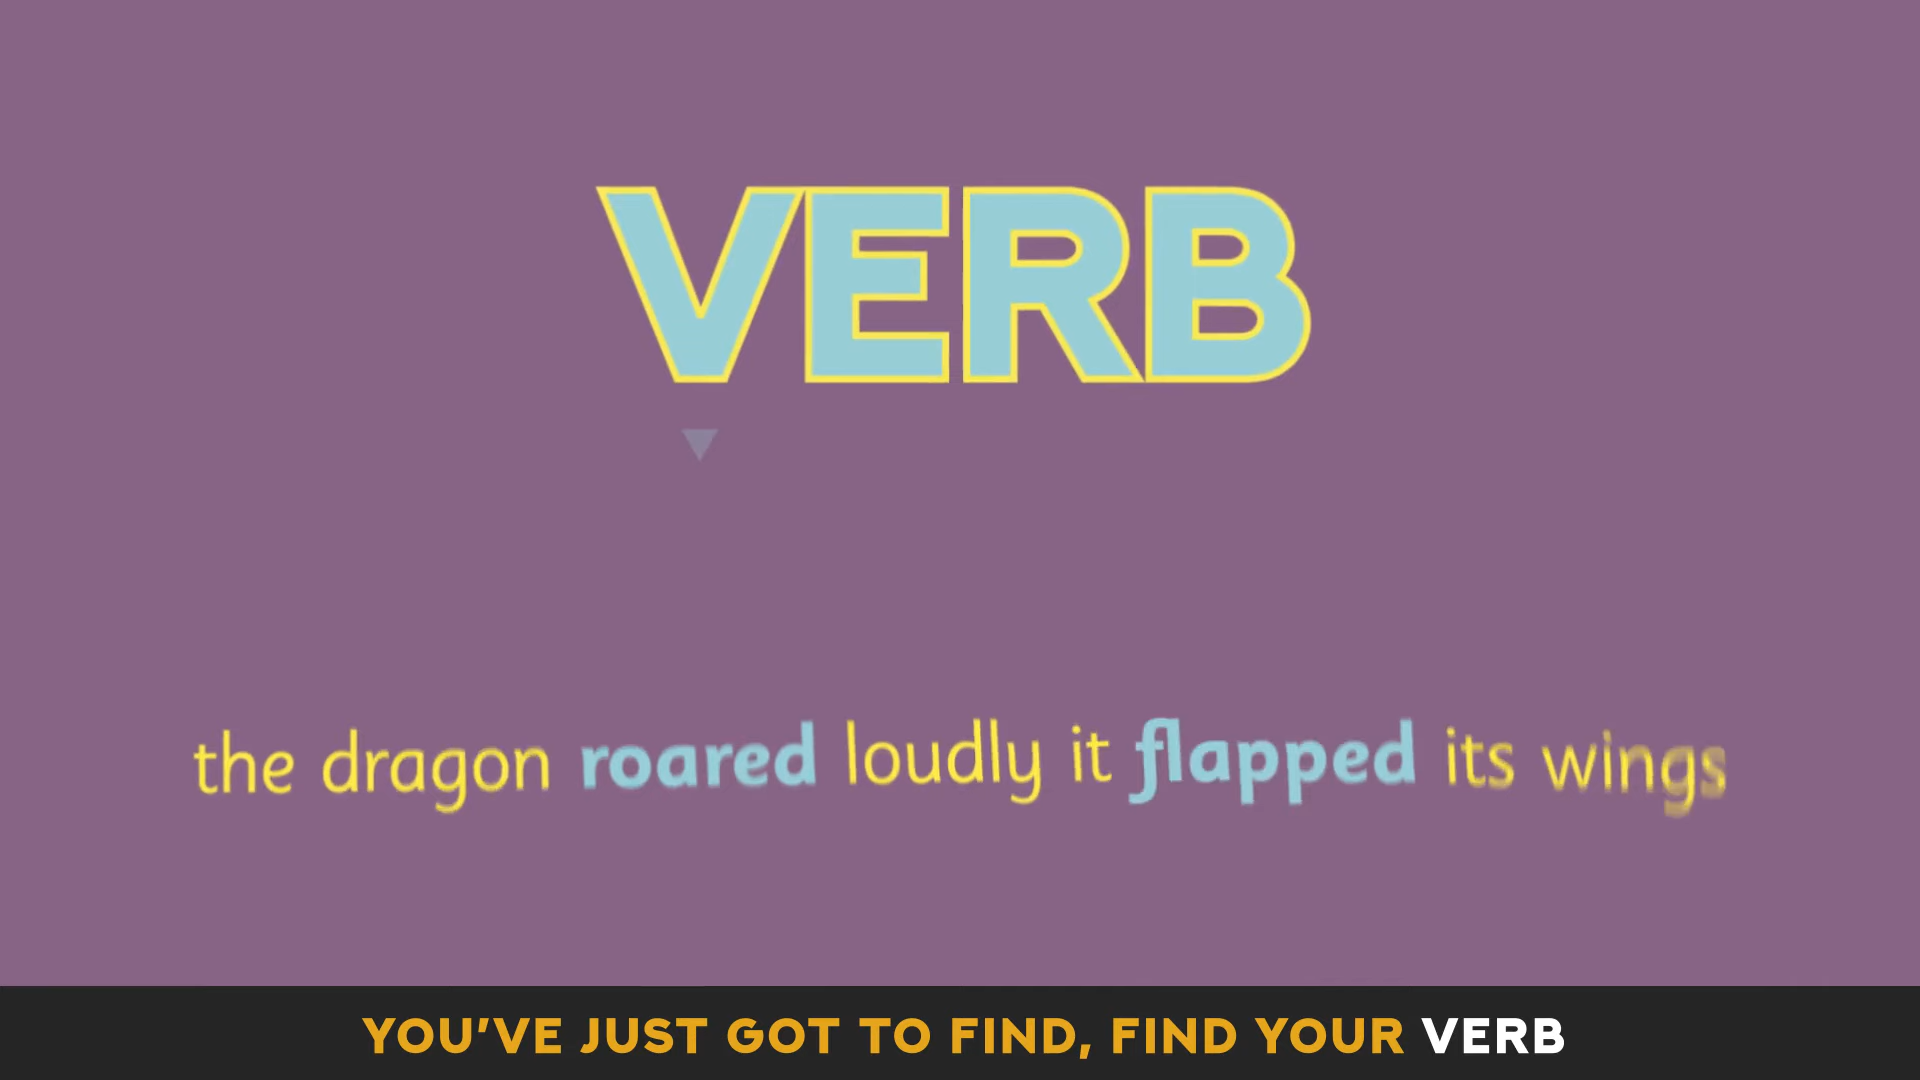 VERB
the dragon roared loudly it flapped its wings
YOU'VE JUST GOT TO FIND, FIND YOUR VERB